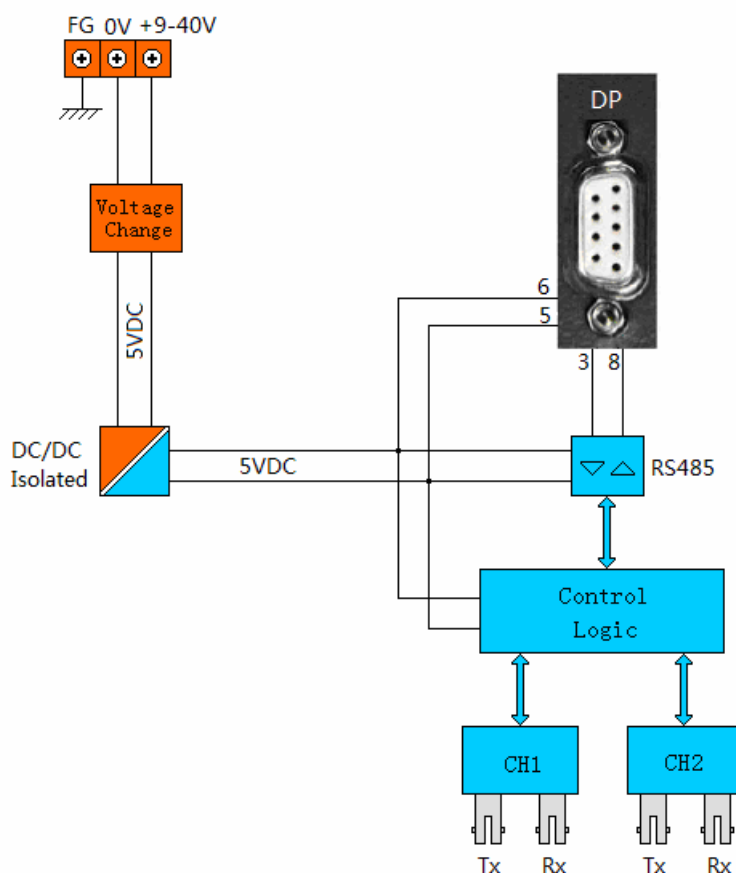 FG 0V +9-40V
DP
Voltage
Change
6
5
5VDC
3 8
DC/DC
Isolated
5VDC
RS485
Control
Logic
CH1
CH2
Tx Rx Tx Rx